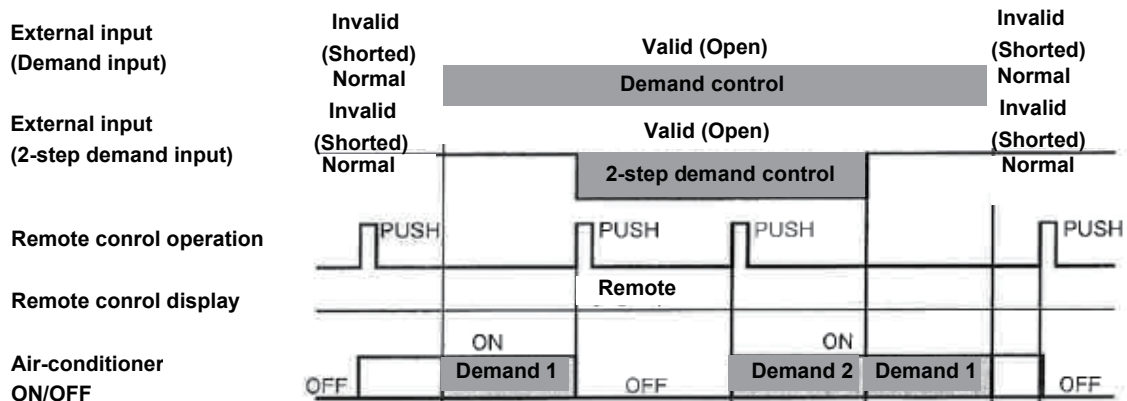 External input
(Demand input)
Invalid
(Shorted)
Normal
Valid (Open)
Demand control
Invalid
(Shorted)
Normal
External input
(2-step demand input)
Invalid
(Shorted)
Normal
Valid (Open)
2-step demand control
Invalid
(Shorted)
Normal
Remote conrol operation
PUSH
PUSH
PUSH
PUSH
Remote conrol display
Remote
Air-conditioner
ON/OFF
OFF
ON
Demand 1
OFF
ON
Demand 2
Demand 1
OFF